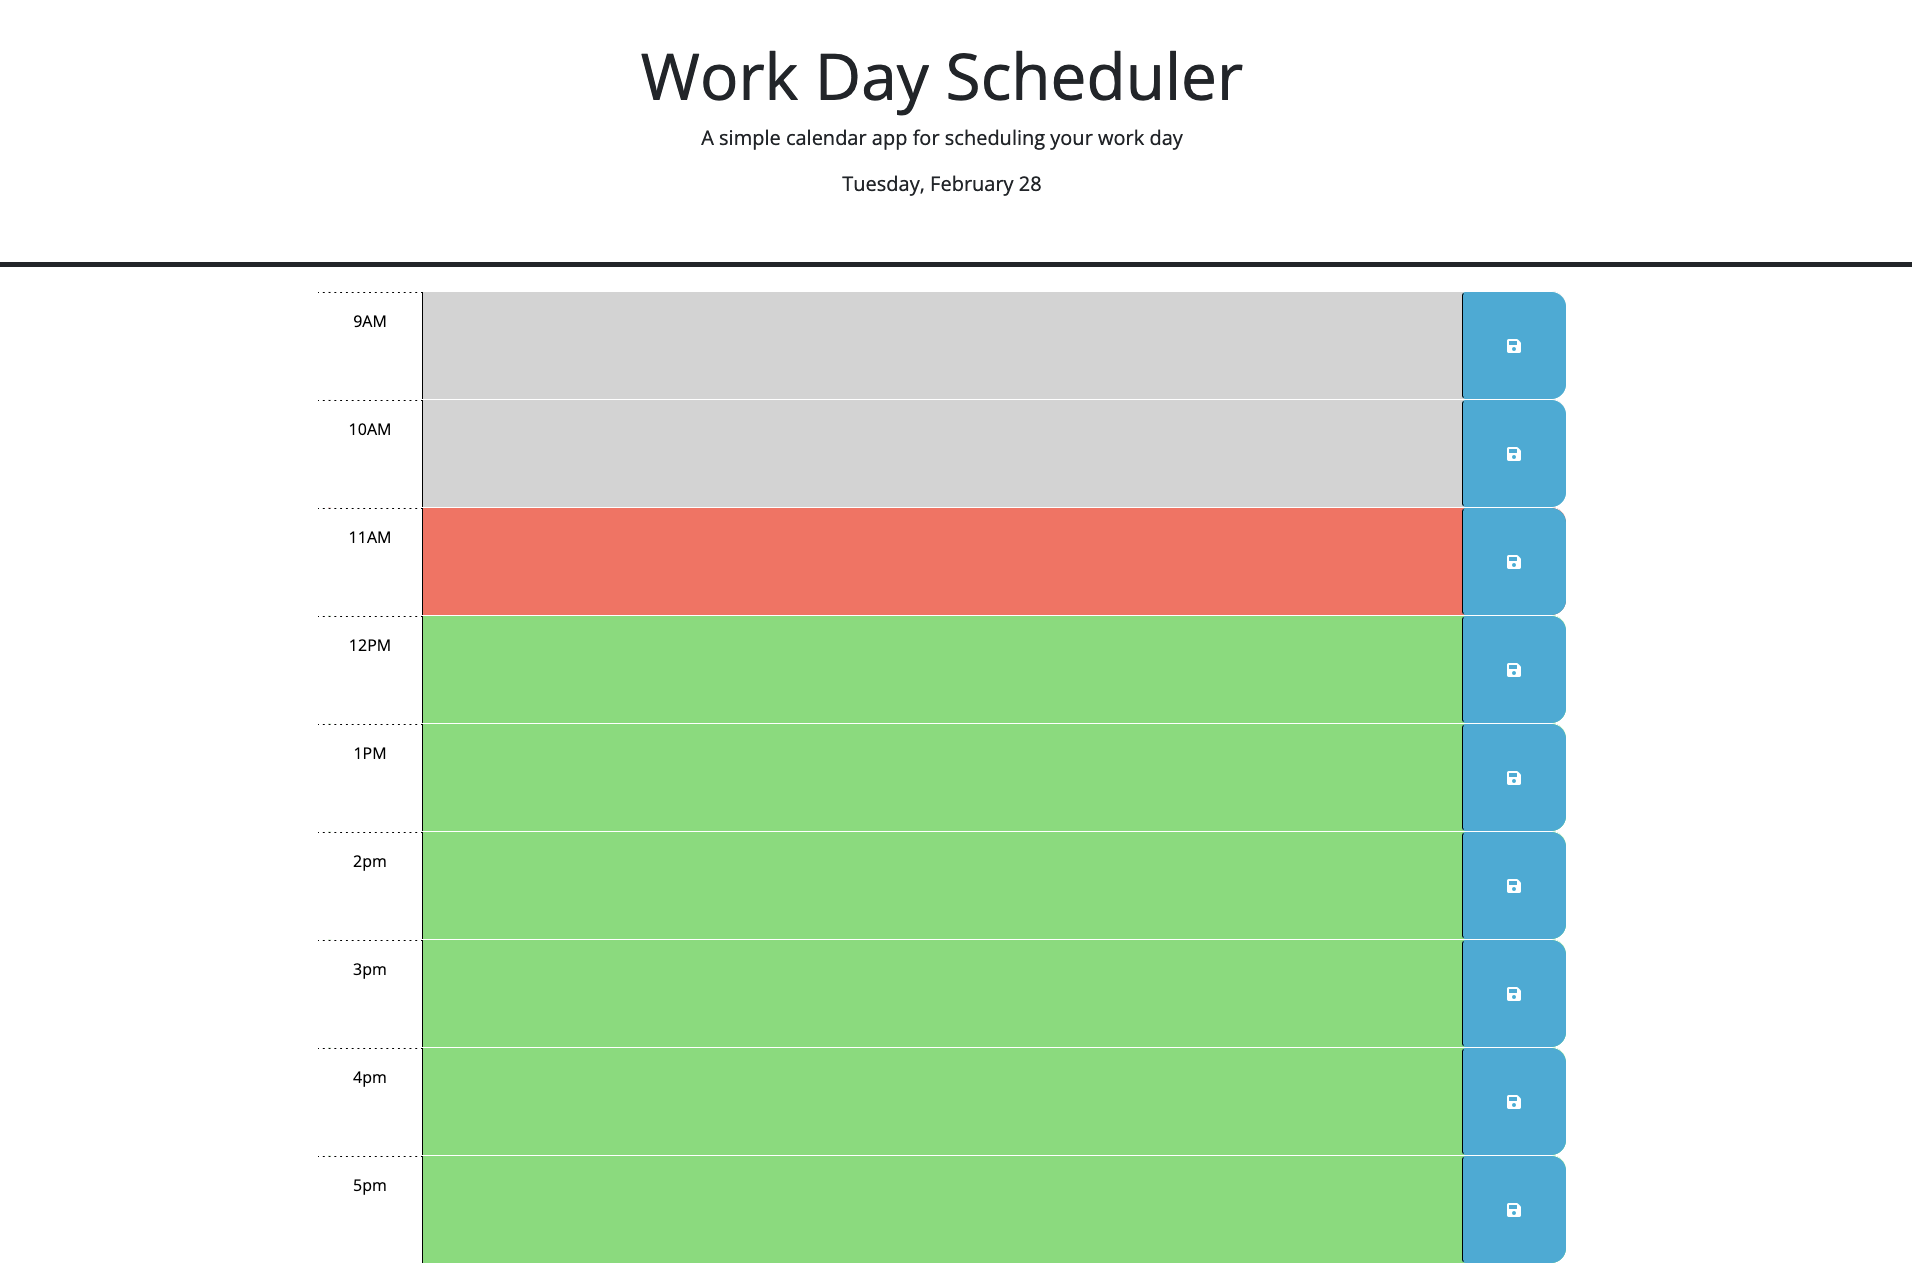 Work Day Scheduler
A simple calendar app for scheduling your work day
Tuesday, February 28
9AM
10AM
11AM
12PM
1PM
2pm
3pm
4pm
5pm